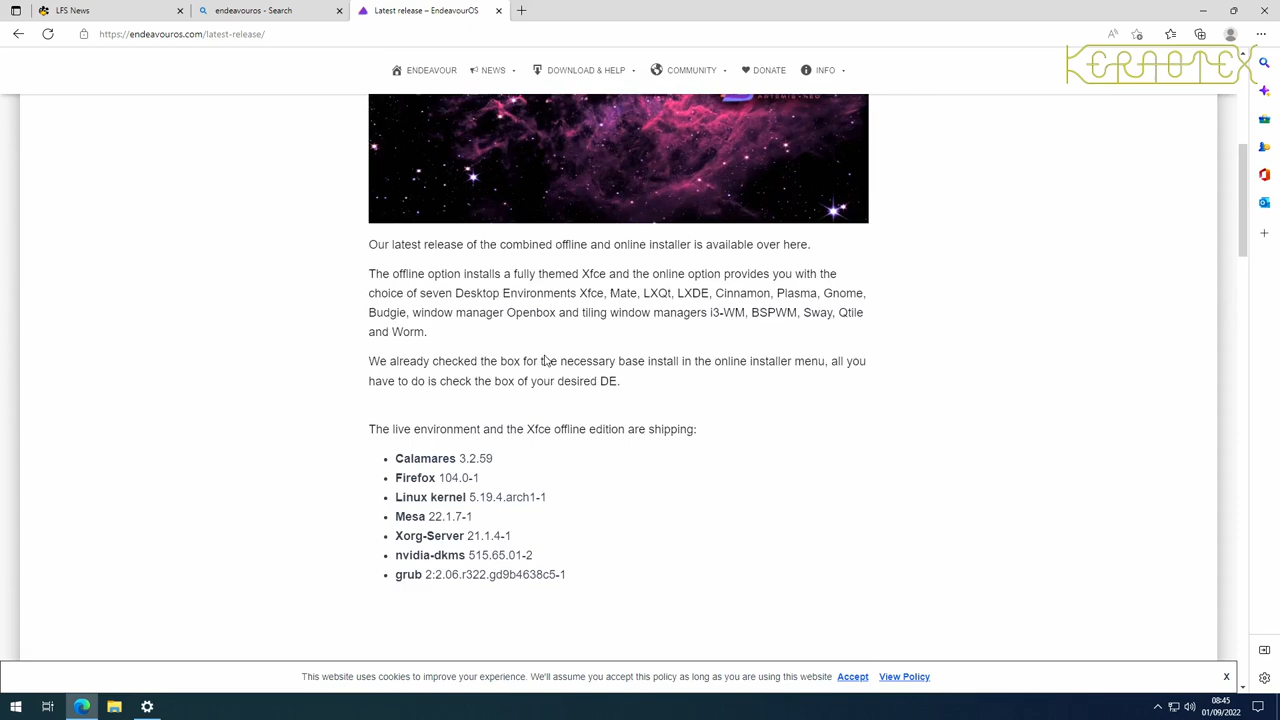 LFS News
endeavouros - Search
Latest release – EndeavourOS
https://endeavouros.com/latest-release/
KERAOTEX
ENDEAVOUR NEWS DOWNLOAD & HELP COMMUNITY DONATE INFO
ARTEMIS-NEO
Our latest release of the combined offline and online installer is available over here.
The offline option installs a fully themed Xfce and the online option provides you with the
choice of seven Desktop Environments Xfce, Mate, LXQt, LXDE, Cinnamon, Plasma, Gnome,
Budgie, window manager Openbox and tiling window managers i3-WM, BSPWM, Sway, Qtile
and Worm.
We already checked the box for the necessary base install in the online installer menu, all you
have to do is check the box of your desired DE.
The live environment and the Xfce offline edition are shipping:
Calamares 3.2.59
Firefox 104.0-1
Linux kernel 5.19.4.arch1-1
Mesa 22.1.7-1
Xorg-Server 21.1.4-1
nvidia-dkms 515.65.01-2
grub 2:2.06.r322.gd9b4638c5-1
This website uses cookies to improve your experience. We'll assume you accept this policy as long as you are using this website Accept View Policy X
08:45
01/09/2022